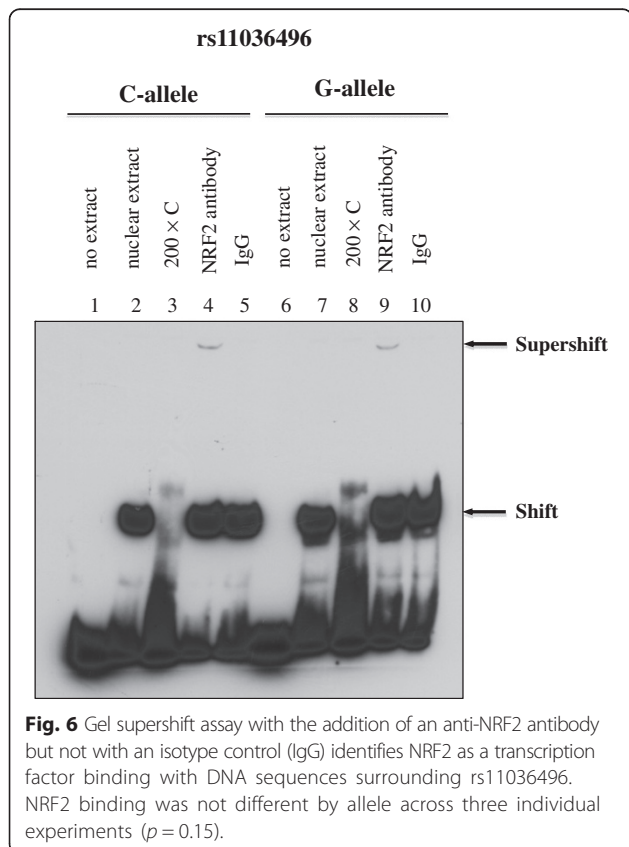 rs11036496
C-allele G-allele
no extract
nuclear extract
200 × C
NRF2 antibody
IgG
no extract
nuclear extract
200 × C
NRF2 antibody
IgG
1 2 3 4 5 6 7 8 9 10
Supershift
Shift
Fig. 6 Gel supershift assay with the addition of an anti-NRF2 antibody
but not with an isotype control (IgG) identifies NRF2 as a transcription
factor binding with DNA sequences surrounding rs11036496.
NRF2 binding was not different by allele across three individual
experiments (p = 0.15).